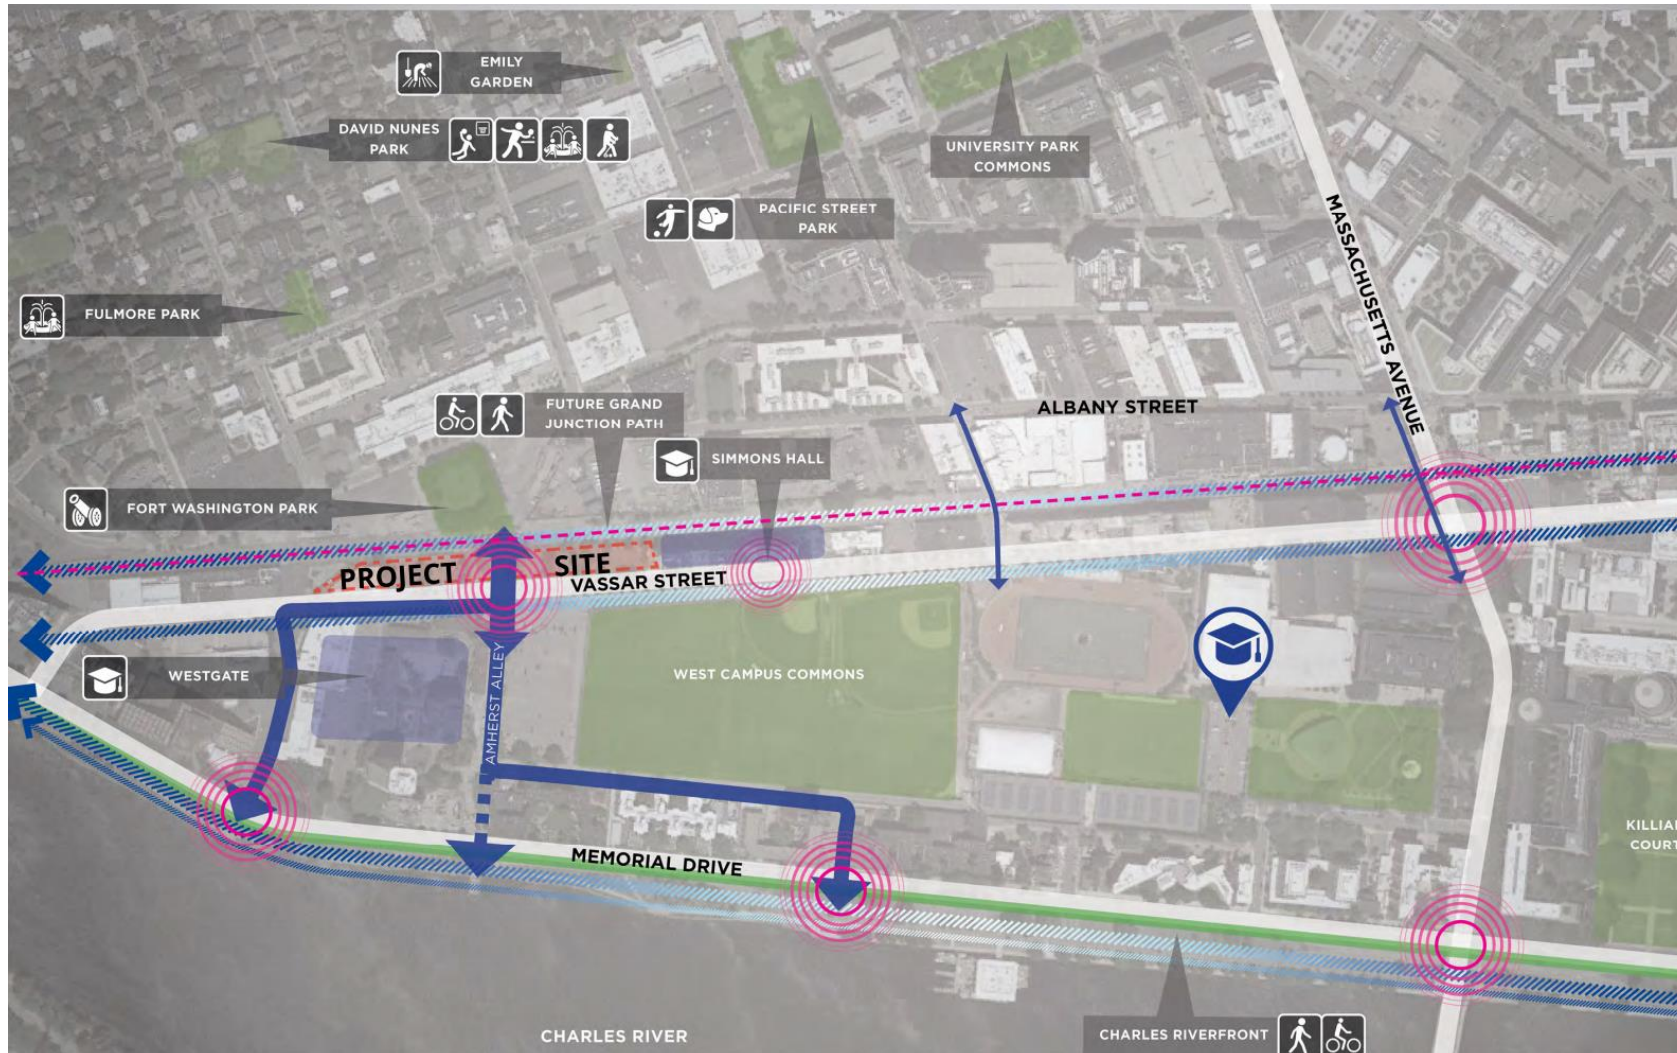 EMILY
GARDEN
DAVID NUNES
PARK
UNIVERSITY PARK
COMMONS
PACIFIC STREET
PARK
MASSACHUSETTS AVENUE
FULMORE PARK
FUTURE GRAND
JUNCTION PATH
ALBANY STREET
SIMMONS HALL
FORT WASHINGTON PARK
PROJECT SITE
VASSAR STREET
WESTGATE
AMHERST ALLEY
WEST CAMPUS COMMONS
KILLIA
COURT
MEMORIAL DRIVE
CHARLES RIVER
CHARLES RIVERFRONT